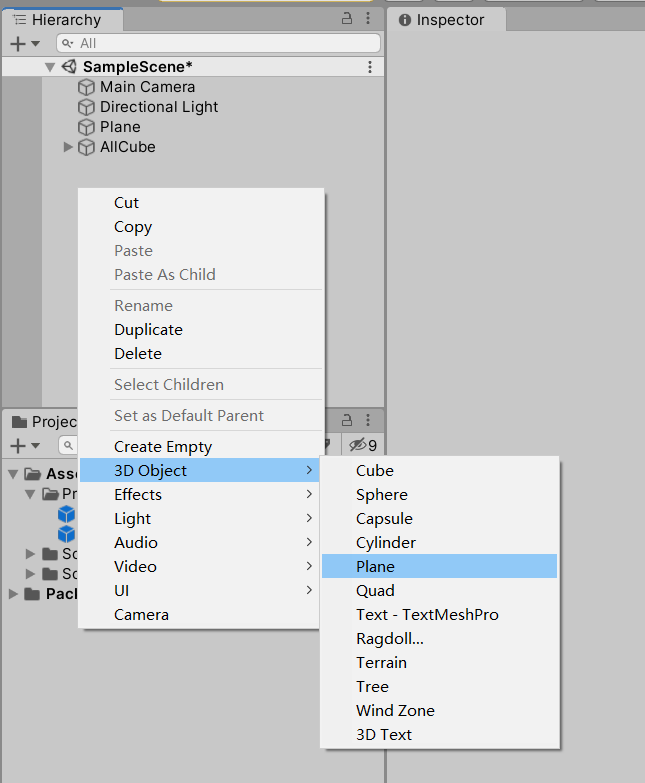 Hierarchy
All
SampleScene*
Main Camera
Directional Light
Plane
AllCube
Inspector
Cut
Copy
Paste
Paste As Child
Rename
Duplicate
Delete
Select Children
Set as Default Parent
Create Empty
3D Object
Effects
Light
Audio
Video
UI
Camera
Cube
Sphere
Capsule
Cylinder
Plane
Quad
Text - TextMeshPro
Ragdoll...
Terrain
Tree
Wind Zone
3D Text
Projec
9
Asse
Pr
Sc
Sc
Pack